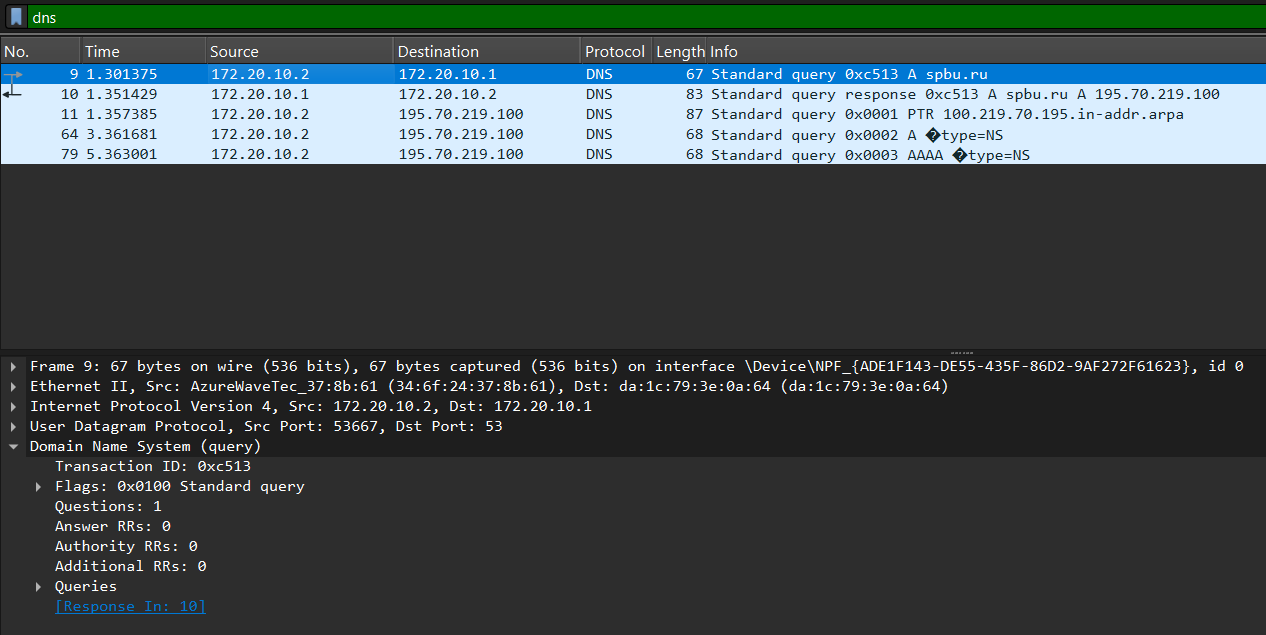 dns
No. Time Source Destination Protocol Length Info
9 1.301375 172.20.10.2 172.20.10.1 DNS 67 Standard query 0xc513 A spbu.ru
10 1.351429 172.20.10.1 172.20.10.2 DNS 83 Standard query response 0xc513 A spbu.ru A 195.70.219.100
11 1.357385 172.20.10.2 195.70.219.100 DNS 87 Standard query 0x0001 PTR 100.219.70.195.in-addr.arpa
64 3.361681 172.20.10.2 195.70.219.100 DNS 68 Standard query 0x0002 A �type=NS
79 5.363001 172.20.10.2 195.70.219.100 DNS 68 Standard query 0x0003 AAAA �type=NS
Frame 9: 67 bytes on wire (536 bits), 67 bytes captured (536 bits) on interface \Device\NPF_{ADE1F143-DE55-435F-86D2-9AF272F61623}, id 0
Ethernet II, Src: AzureWaveTec_37:8b:61 (34:6f:24:37:8b:61), Dst: da:1c:79:3e:0a:64 (da:1c:79:3e:0a:64)
Internet Protocol Version 4, Src: 172.20.10.2, Dst: 172.20.10.1
User Datagram Protocol, Src Port: 53667, Dst Port: 53
Domain Name System (query)
Transaction ID: 0xc513
Flags: 0x0100 Standard query
Questions: 1
Answer RRs: 0
Authority RRs: 0
Additional RRs: 0
Queries
[Response In: 10]